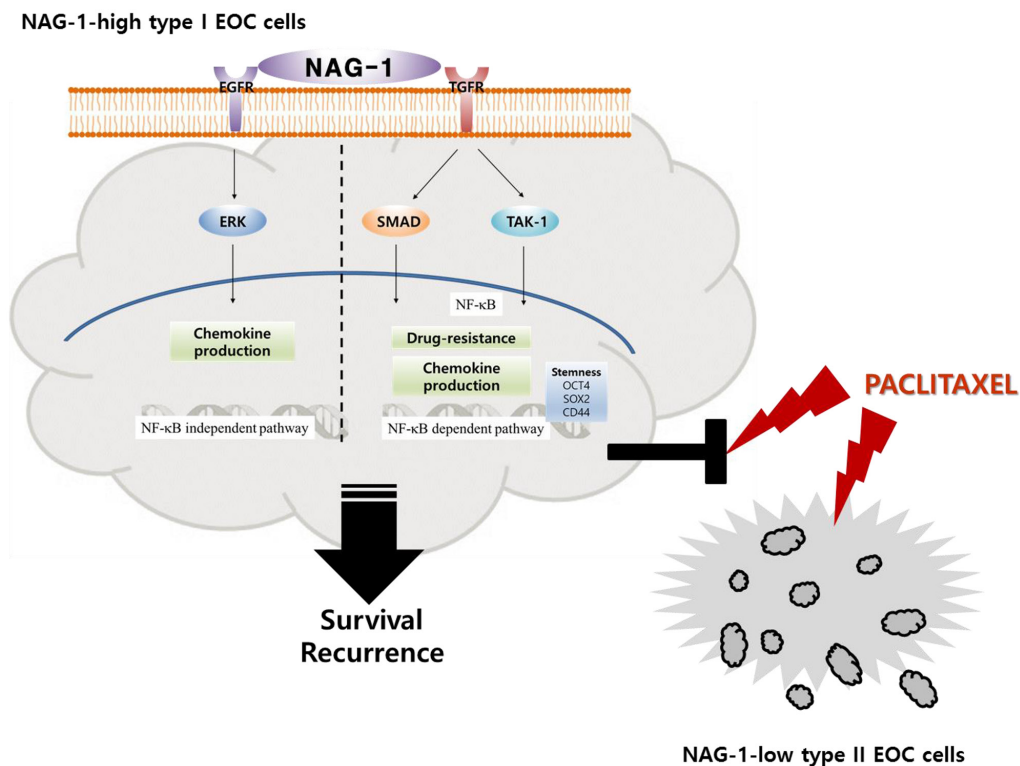 NAG-1-high type I EOC cells
NAG-1
EGFR
TGFR
ERK
SMAD
TAK-1
NF-κB
Chemokine
production
Drug-resistance
Chemokine
production
Stemness
OCT4
SOX2
CD44
NF-κB independent pathway
NF-κB dependent pathway
PACLITAXEL
Survival
Recurrence
NAG-1-low type II EOC cells